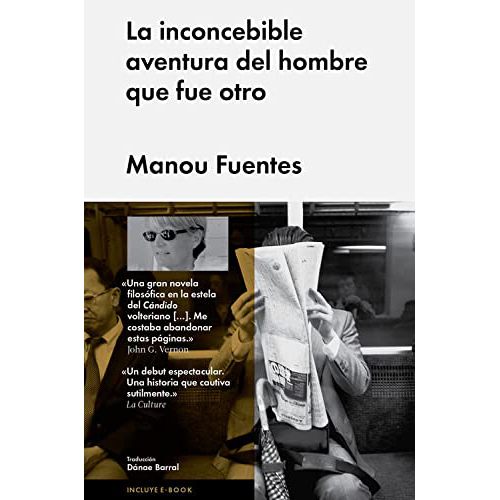 La inconcebible
aventura del hombre
que fue otro
Manou Fuentes
«Una gran novela
filosófica en la estela
del Cándido
volteriano [...]. Me
costaba abandonar
estas páginas.»
John G. Vernon
«Un debut espectacular.
Una historia que cautiva
sutilmente.»
La Culture
Traducción
Dánae Barral
INCLUYE E-BOOK